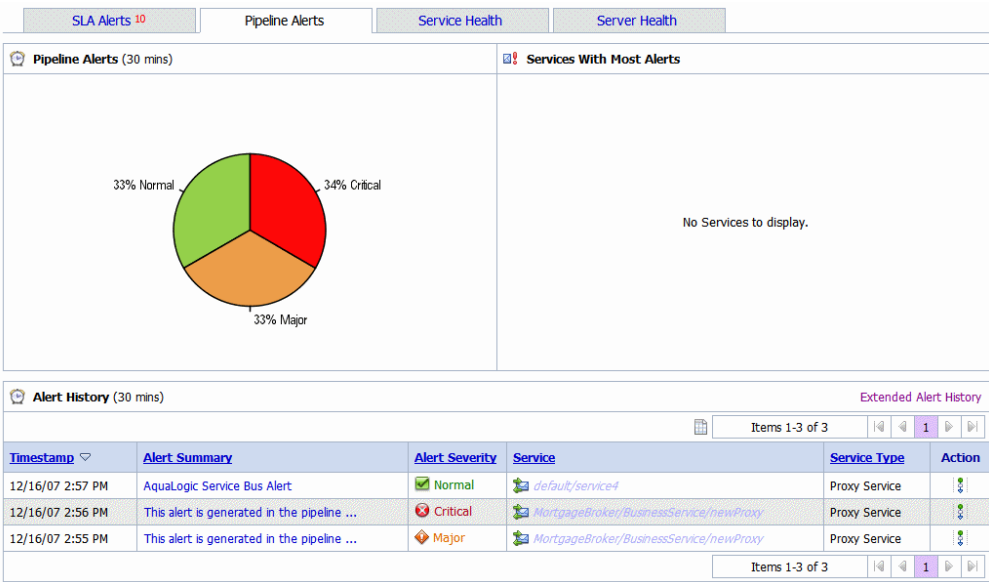 SLA Alerts 10
Pipeline Alerts
Service Health
Server Health
Pipeline Alerts (30 mins)
Services With Most Alerts
33% Normal
34% Critical
33% Major
No Services to display.
Alert History (30 mins)
Extended Alert History
Items 1-3 of 3 1
Timestamp Alert Summary Alert Severity Service Service Type Action
12/16/07 2:57 PM AquaLogic Service Bus Alert Normal default/service4 Proxy Service
12/16/07 2:56 PM This alert is generated in the pipeline ... Critical MortgageBroker/BusinessService/newProxy Proxy Service
12/16/07 2:55 PM This alert is generated in the pipeline ... Major MortgageBroker/BusinessService/newProxy Proxy Service
Items 1-3 of 3 1